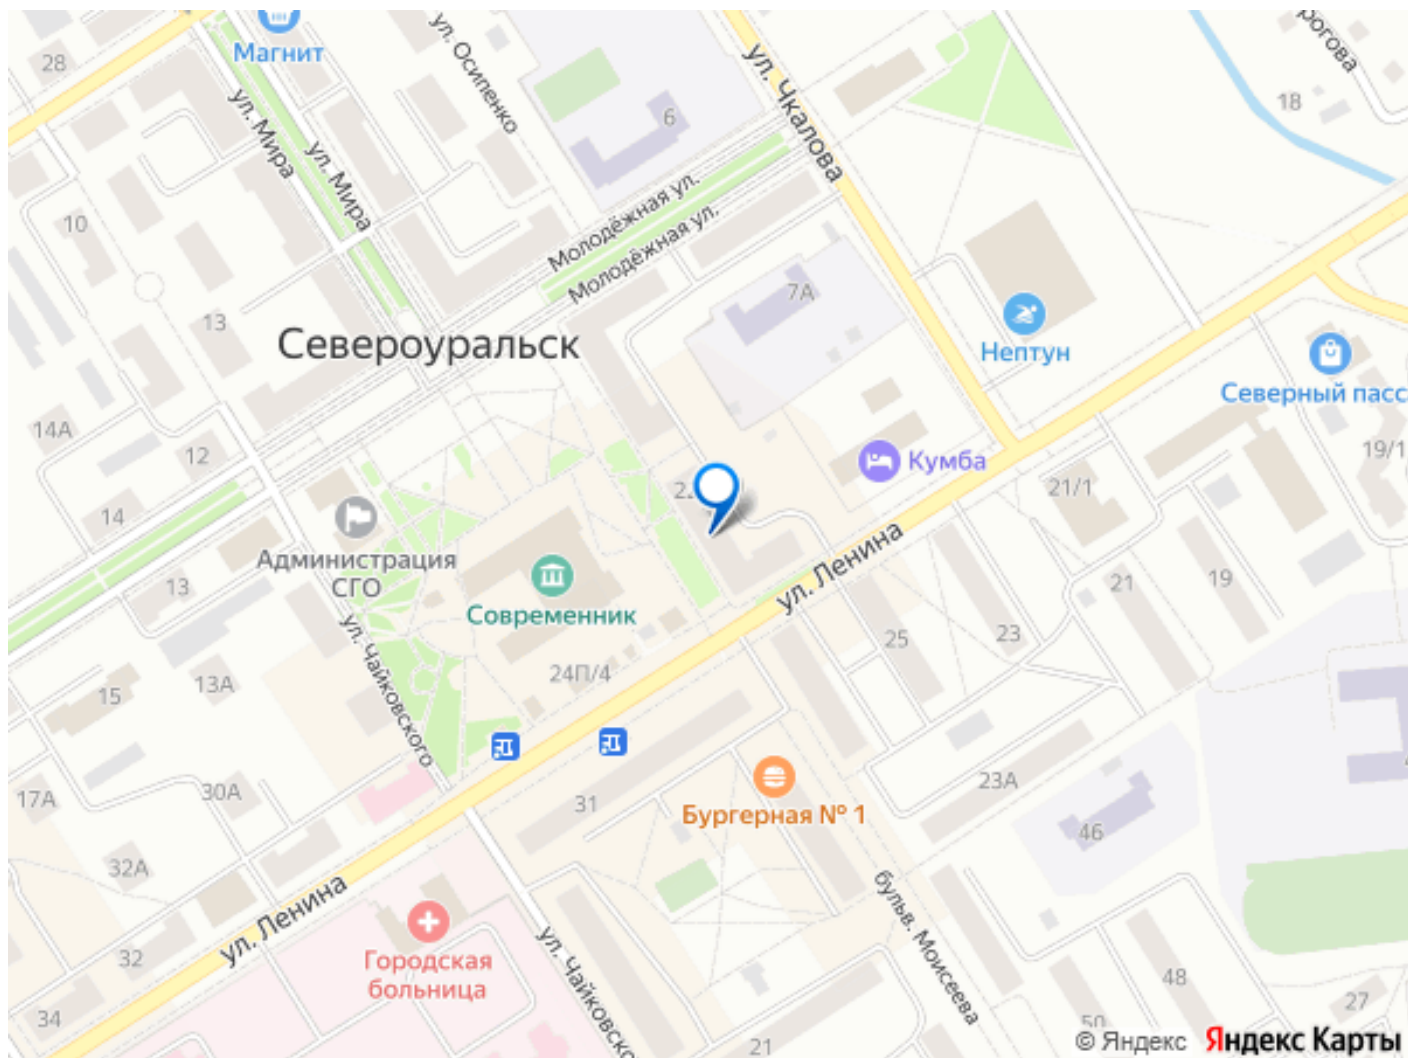 Магнит
28
ул. Осипенко
ул. Чкалова
18
6
ул. Мира
ул. Мира
Молодёжная ул.
Молодёжная ул.
10
7А
13
Североуральск
Нептун
Северный пасс
14А
12
Кумба
19/1
21/1
14
Администрация
СГО
Современник
ул. Ленина
13
21
19
ул. Чайковского
25
23
24П/4
13А
15
17А
30А
31
Бургерная № 1
23А
46
32А
ул. Ленина
бульв. Моисеева
32
Городская
больница
ул. Чайковско
48
27
34
50
21
© Яндекс Яндекс Карты